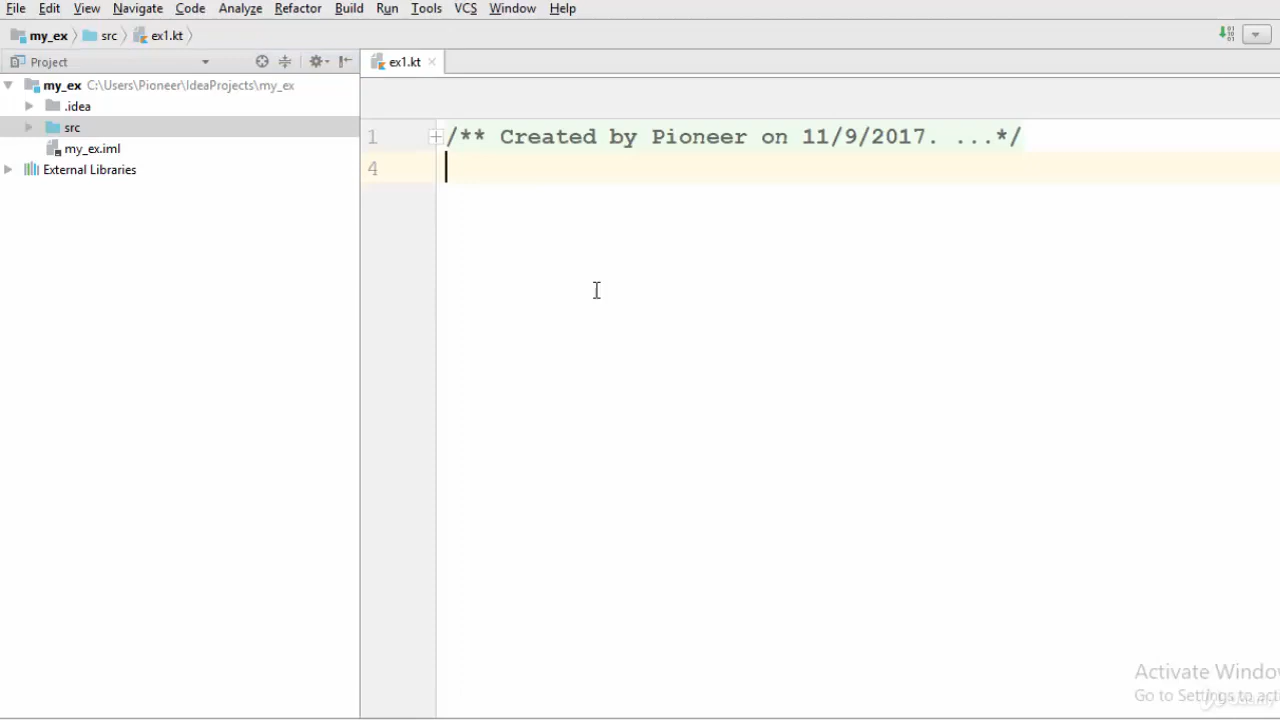 File Edit View Navigate Code Analyze Refactor Build Run Tools VCS Window Help
my_ex src ex1.kt
Project
ex1.kt
my_ex C:\Users\Pioneer\IdeaProjects\my_ex
.idea
src
my_ex.iml
External Libraries
1 /** Created by Pioneer on 11/9/2017. ...*/
4
Activate Windo
Go to Settings to acti